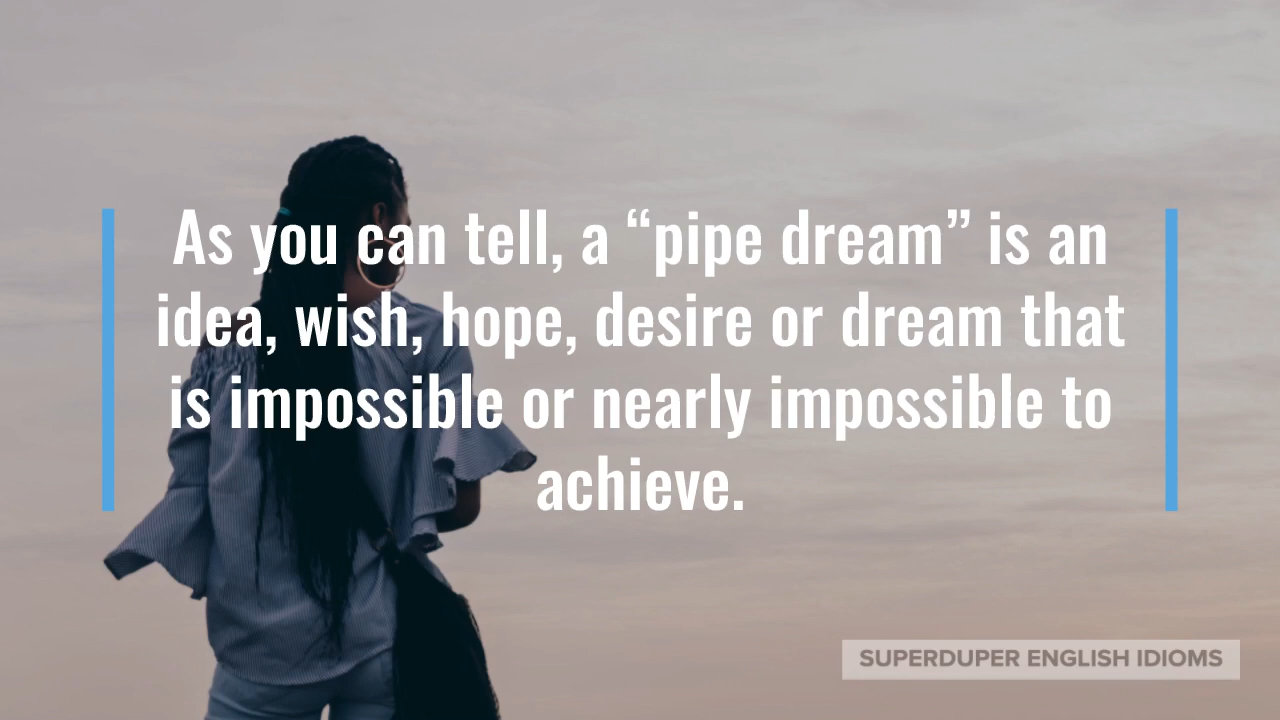 As you can tell, a “pipe dream” is an
idea, wish, hope, desire or dream that
is impossible or nearly impossible to
achieve.
SUPERDUPER ENGLISH IDIOMS